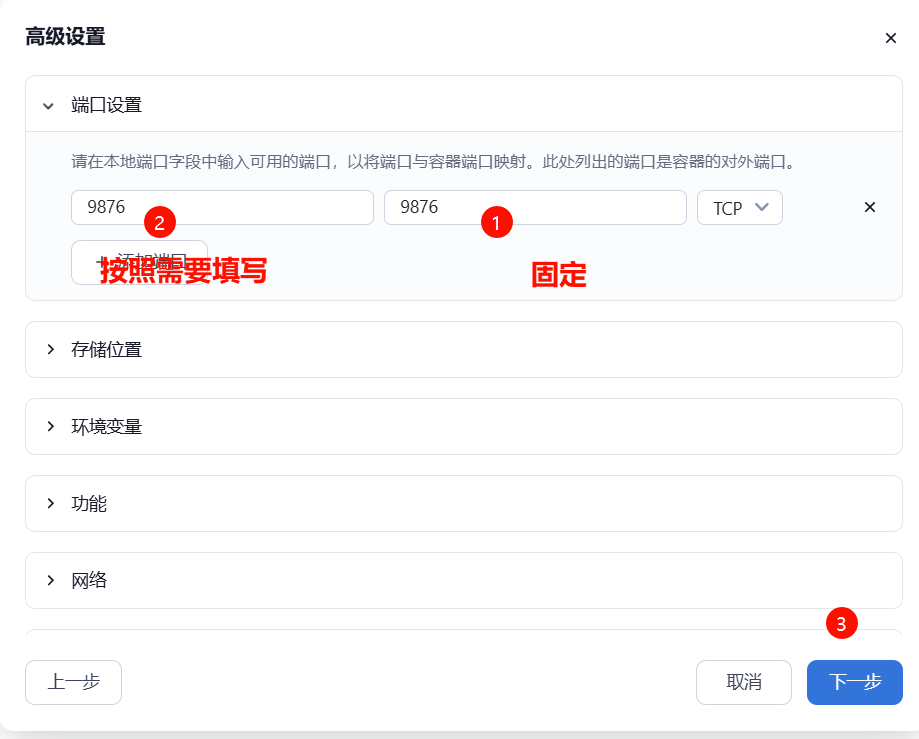 高级设置
端口设置
请在本地端口字段中输入可用的端口，以将端口与容器端口映射。此处列出的端口是容器的对外端口。
9876 9876 TCP
2 1
+ 添加端口
按照需要填写 固定
存储位置
环境变量
功能
网络
3
上一步 取消 下一步